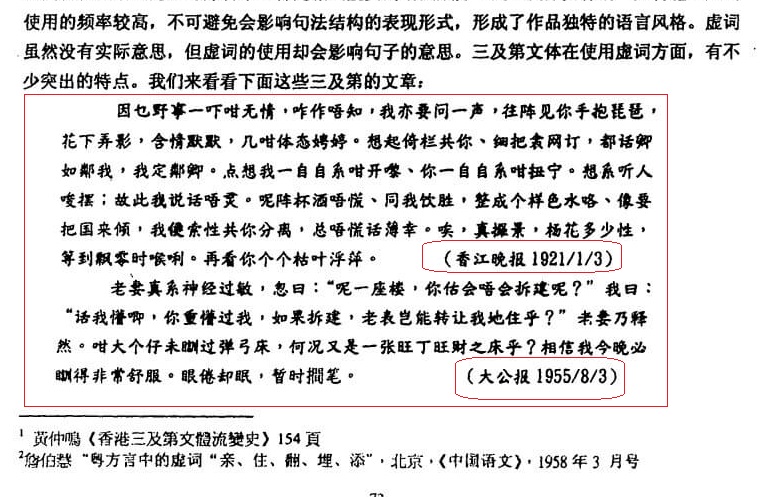 使用的频率较高，不可避免会影响句法结构的表现形式，形成了作品独特的语言风格。虚词
虽然没有实际意思，但虚词的使用却会影响句子的意思。三及第文体在使用虚词方面，有不
少突出的特点。我们来看看下面这些三及第的文章：
因乜野事一吓咁无情，咋作唔知，我亦要问一声，往阵见你手抱琵琶，
花下弄影，含情默默，几咁体态娉婷。想起倚栏共你、细把衷网订，都话卿
如邻我，我定邻卿。点想我一自自系咁开嚟、你一自自系咁扭宁。想系听人
唆摆；故此我说话唔灵。呢阵杯酒唔慌、同我饮胜，整成个样色水咯、像要
把国来倾，我便索性共你分离，总唔慌话薄幸。唉，真握景，杨花多少性，
等到飘零时候唎。再看你个个枯叶浮萍。 （香江晚报 1921/1/3）
老妻真系神经过敏，忽曰：“呢一座楼，你估会唔会拆建呢？”我曰：
“话我懵唧，你重懵过我，如果拆建，老表岂能转让我地住乎？”老妻乃释
然。咁大个仔未瞓过弹弓床，何况又是一张旺丁旺财之床乎？相信我今晚必
瞓得非常舒服。眼倦却眠，暂时搁笔。 （大公报 1955/8/3）
1 黄仲鳴《香港三及第文體流變史》154 頁
2詹伯慧 “粤方言中的虚词“亲、住、翻、埋、添”，北京，《中国语文》，1958 年 3 月号